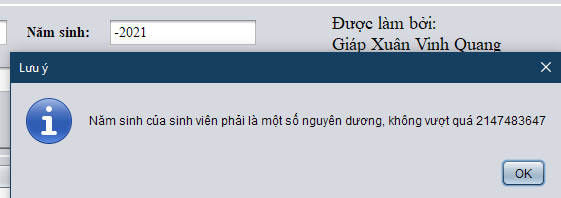 Năm sinh: -2021 Được làm bởi:
Giáp Xuân Vinh Quang
Lưu ý
Năm sinh của sinh viên phải là một số nguyên dương, không vượt quá 2147483647
OK